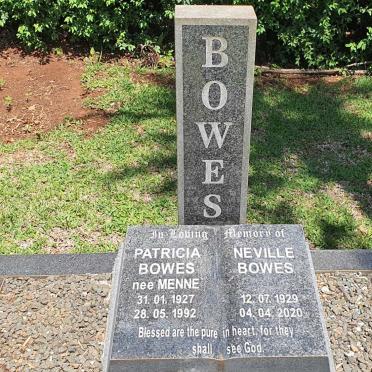 BOWES
In Loving Memory of
PATRICIA
BOWES
nee MENNE
31. 01. 1927
28. 05. 1992
NEVILLE
BOWES
12. 07. 1929
04. 04. 2020
Blessed are the pure in heart, for they
shall see God.